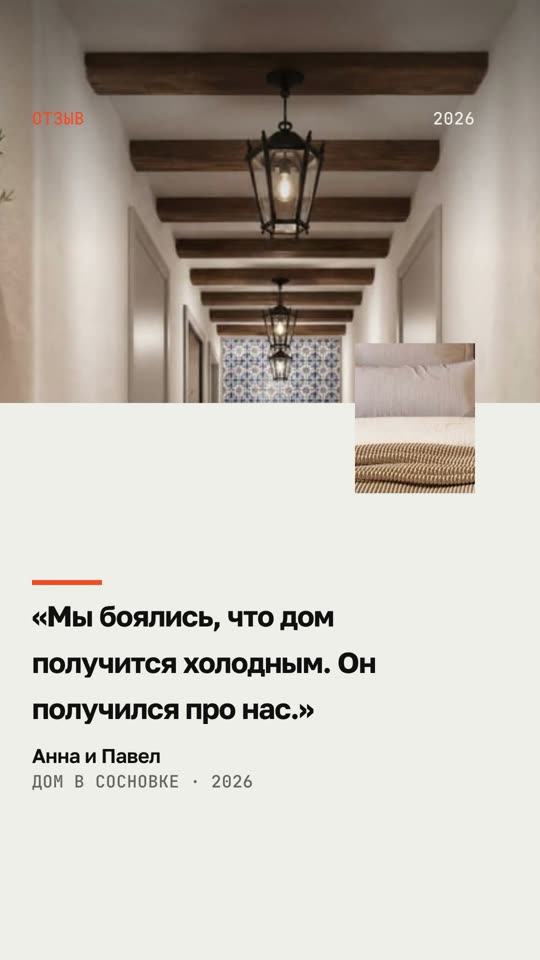 ОТЗЫВ
2026
«Мы боялись, что дом
получится холодным. Он
получился про нас.»
Анна и Павел
ДОМ В СОСНОВКЕ · 2026